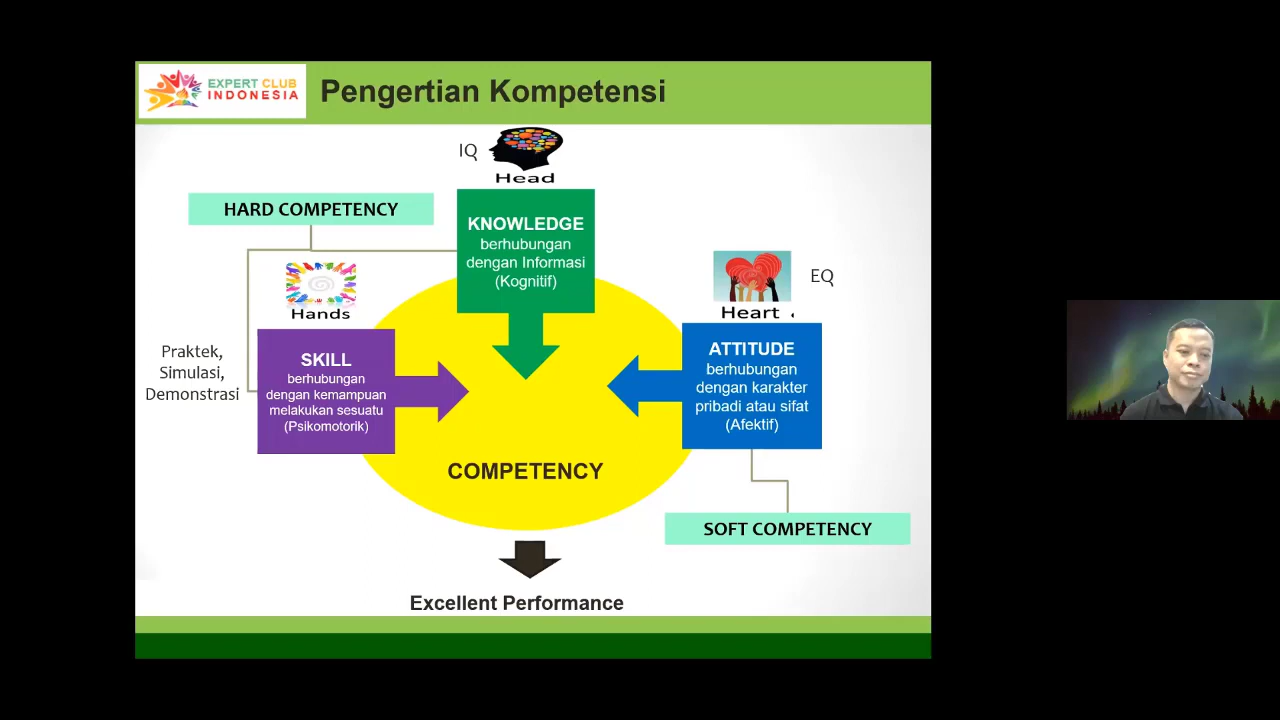 EXPERT CLUB
INDONESIA
Pengertian Kompetensi
IQ
Head
HARD COMPETENCY
KNOWLEDGE
berhubungan
dengan Informasi
(Kognitif)
Hands
Heart
EQ
Praktek,
Simulasi,
Demonstrasi
SKILL
berhubungan
dengan kemampuan
melakukan sesuatu
(Psikomotorik)
ATTITUDE
berhubungan
dengan karakter
pribadi atau sifat
(Afektif)
COMPETENCY
SOFT COMPETENCY
Excellent Performance